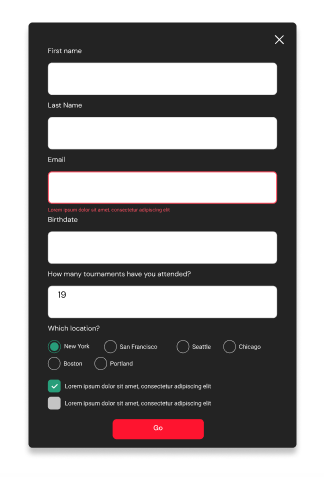 First name
Last Name
Email
Lorem ipsum dolor sit amet, consectetur adipiscing elit
Birthdate
How many tournaments have you attended?
19
Which location?
New York San Francisco Seattle Chicago
Boston Portland
Lorem ipsum dolor sit amet, consectetur adipiscing elit
Lorem ipsum dolor sit amet, consectetur adipiscing elit
Go